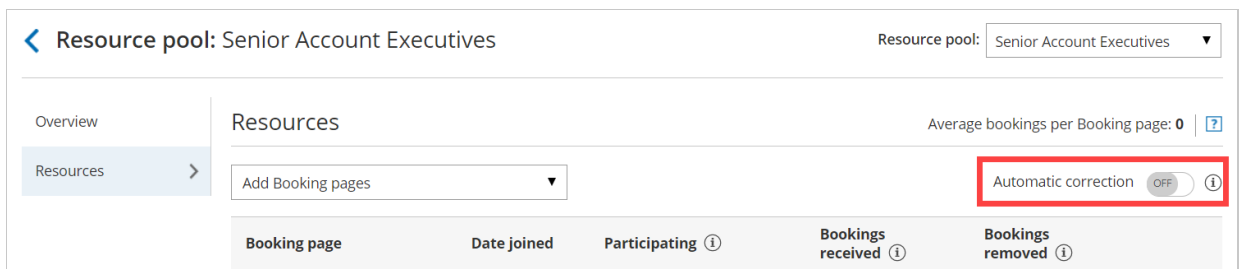 Resource pool: Senior Account Executives
Resource pool: Senior Account Executives
Overview
Resources
Resources
Average bookings per Booking page: 0 ?
Add Booking pages
Automatic correction OFF i
Booking page
Date joined
Participating i
Bookings
received i
Bookings
removed i